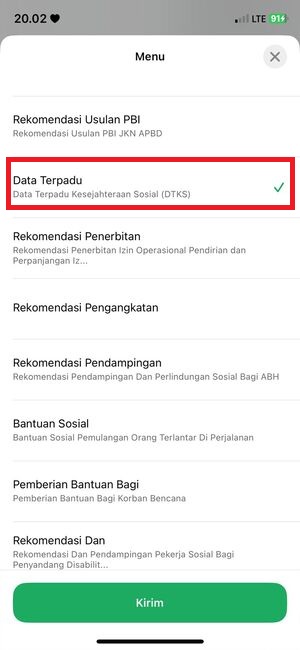 20.02
LTE 91
Menu
Rekomendasi Usulan PBI
Rekomendasi Usulan PBI JKN APBD
Data Terpadu
Data Terpadu Kesejahteraan Sosial (DTKS)
Rekomendasi Penerbitan
Rekomendasi Penerbitan Izin Operasional Pendirian dan
Perpanjangan Iz...
Rekomendasi Pengangkatan
Rekomendasi Pendampingan
Rekomendasi Pendampingan Dan Perlindungan Sosial Bagi ABH
Bantuan Sosial
Bantuan Sosial Pemulangan Orang Terlantar Di Perjalanan
Pemberian Bantuan Bagi
Pemberian Bantuan Bagi Korban Bencana
Rekomendasi Dan
Rekomendasi Dan Pendampingan Pekerja Sosial Bagi
Penyandang Disabilit...
Kirim